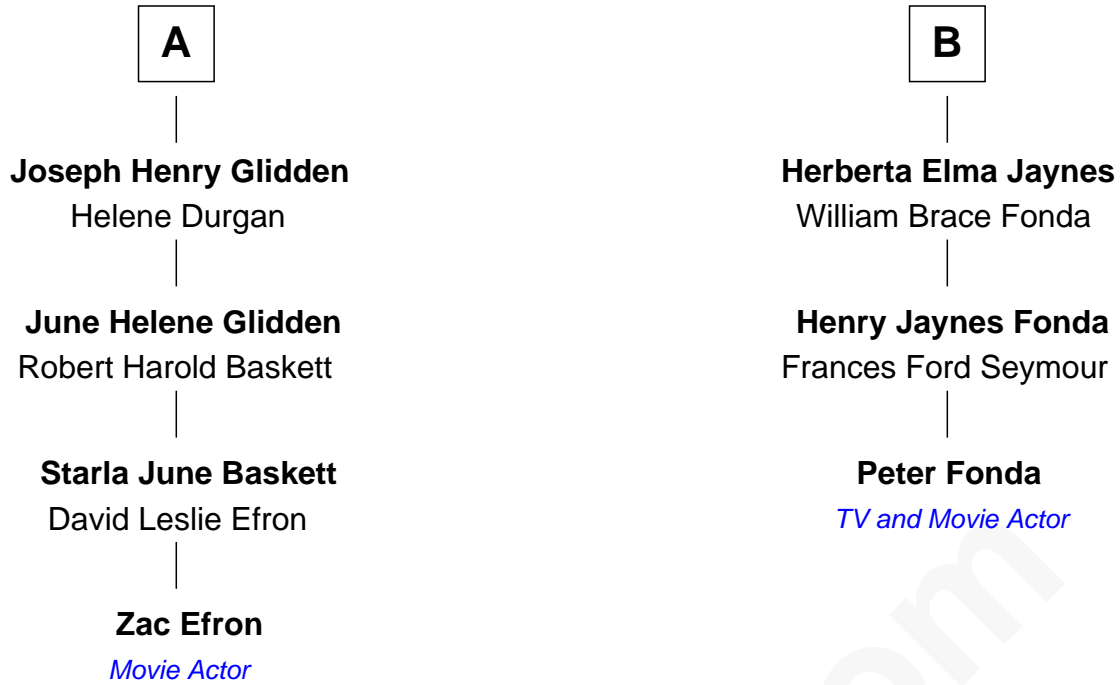 A
Joseph Henry Glidden
Helene Durgan
June Helene Glidden
Robert Harold Baskett
Starla June Baskett
David Leslie Efron
Zac Efron
Movie Actor
B
Herberta Elma Jaynes
William Brace Fonda
Henry Jaynes Fonda
Frances Ford Seymour
Peter Fonda
TV and Movie Actor
om